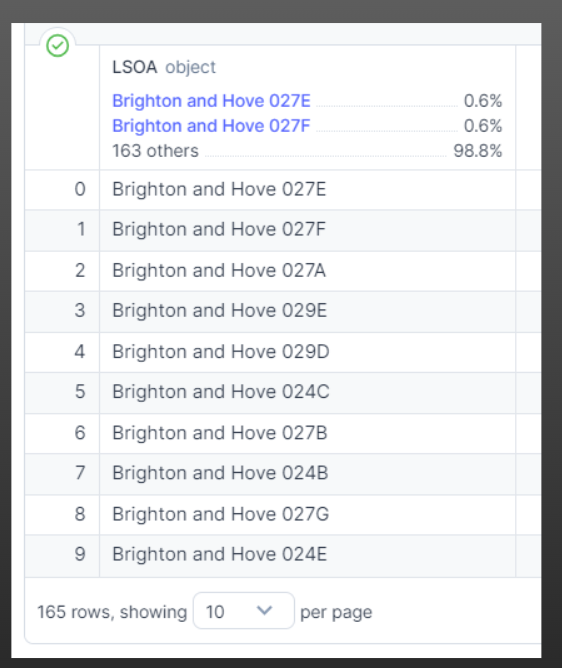 LSOA object
Brighton and Hove 027E 0.6%
Brighton and Hove 027F 0.6%
163 others 98.8%
0 Brighton and Hove 027E
1 Brighton and Hove 027F
2 Brighton and Hove 027A
3 Brighton and Hove 029E
4 Brighton and Hove 029D
5 Brighton and Hove 024C
6 Brighton and Hove 027B
7 Brighton and Hove 024B
8 Brighton and Hove 027G
9 Brighton and Hove 024E
165 rows, showing 10 per page